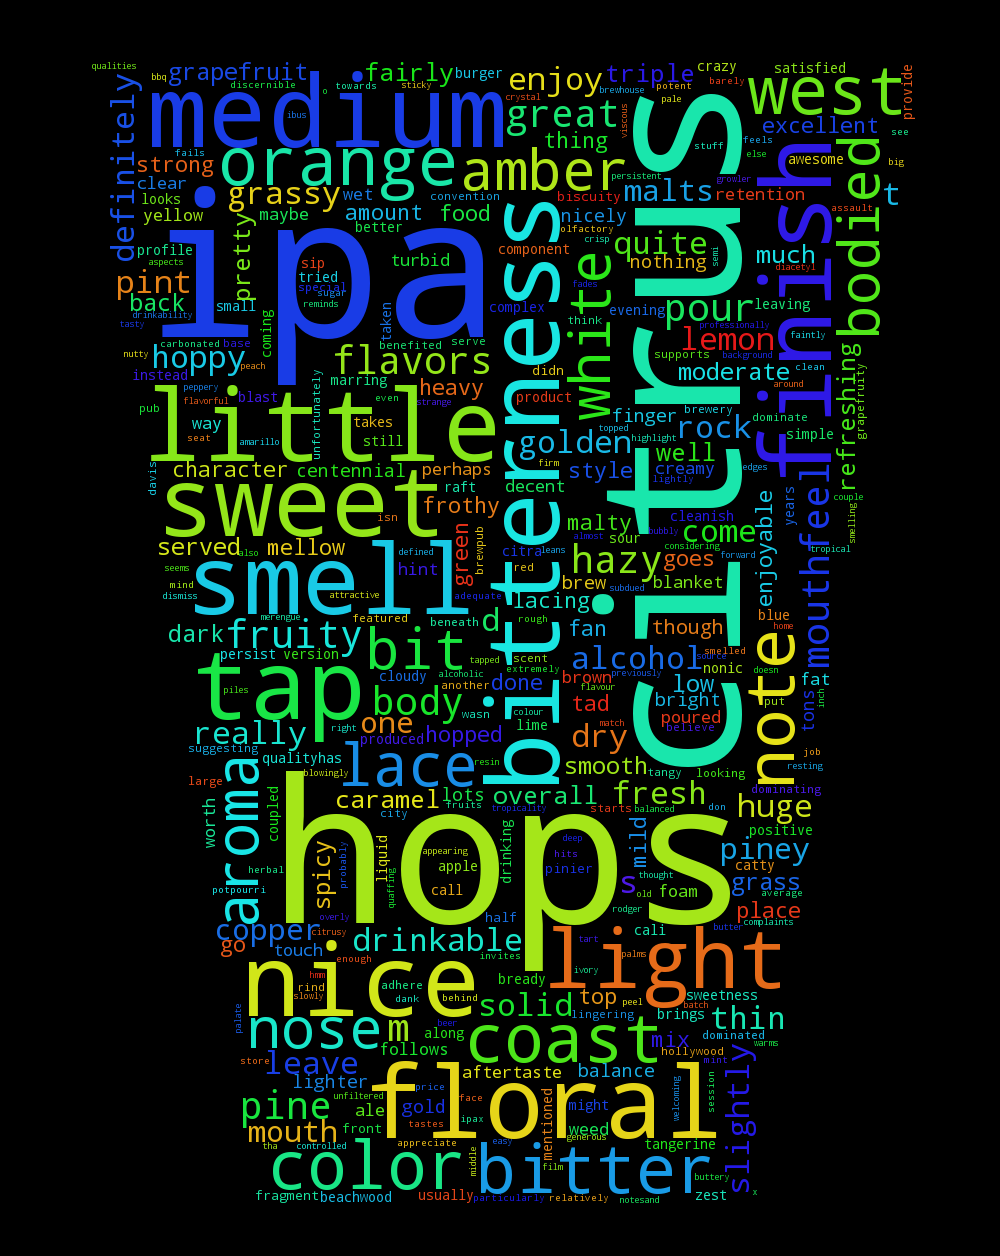 qualities
bbq grapefruit
discernible
fairly
towards
burger
sticky
enjoy
brewhouse
triple
potent
pale
crazy
barely
satisfied
west
provide
definitely
medium
o
ibus
crystal
great
thing
viscous
citrus
stuff
feels
else
excellent
see
awesome
big
fails
strong
clear
looks
yellow
orange
grassy
maybe
wet
convention
amount
better
food
amber
persistent
biscuity
nicely
olfactory
malts
growler
retention
assault
finish
t
bodied
profile
aspects
pint
back
drinkability
tasty
pretty
small
ipa
sip
tried
special
sugar
reminds
turbid
complex
taken
crisp
component
bitterness
fades
white
quite
nothing
semi
diacetyl
much
pour
leaving
evening
think
professionally
faintly
lemon
supports
background
clean
carbonated
base
coming
hoppy
nutty
instead
peach
benefited
serve
flavors
marring
didn
moderate
around
refreshing
grapefruity
peppery
flavorful
blast
unfortunately
even
heavy
strange
product
finger
brewery
dominate
pub
way
seat
amarillo
little
takes
still
topped
highlight
rock
simple
golden
well
davis
character
centennial
perhaps
firm
style
creamy
lightly
edges
mouthfeel
years
couple
smelling
sweet
raft
decent
frothy
isn
malty
sour
cleanish
bubbly
come
enjoyable
served
also
mellow
defined
green
brewpub
citra
leans
almost
hazy
considering
goes
forward
tropical
seems
mind
dismiss
smell
hint
attractive
adequate
red
brew
subdued
blanket
merengue
featured
beneath
lacing
d
rough
fan
though
blue
home
dark
fruity
persist
version
bit
tapped
scent
extremely
smelled
source
alcohol
previously
nonic
doesn
note
fat
tap
cloudy
alcoholic
another
done
brown
flavour
low
bright
put
tons
inch
piles
body
wasn
colour
lime
tad
match
poured
believe
really
right
one
produced
hopped
dry
suggesting
qualityhas
lace
resin
smooth
tangy
looking
job
resting
large
blowingly
aroma
worth
coupled
caramel
lots
fruits
overall
tropicality
fresh
starts
balanced
don
dominating
huge
positive
city
hops
deep
mild
piney
herbal
potpourri
spicy
probably
liquid
quaffing
appearing
apple
call
drinking
hits
pinier
s
thought
old
foam
catty
grass
average
rodger
place
complaints
butter
copper
overly
citrusy
half
cali
go
touch
drinkable
invites
tart
palms
light
hmm
enough
nice
rind
slowly
adhere
dank
behind
bready
ivory
solid
top
peel
batch
sweetness
lingering
brings
thin
palate
nose
m
beer
along
coast
mix
dominated
hollywood
warms
store
leave
follows
aftertaste
balance
mint
lighter
unfiltered
price
face
floral
welcoming
session
slightly
pine
ale
gold
tastes
ipax
might
weed
generous
mouth
front
appreciate
easy
mentioned
tangerine
tha
controlled
color
middle
bitter
film
buttery
fragment
beachwood
usually
particularly
relatively
notesand
zest
x